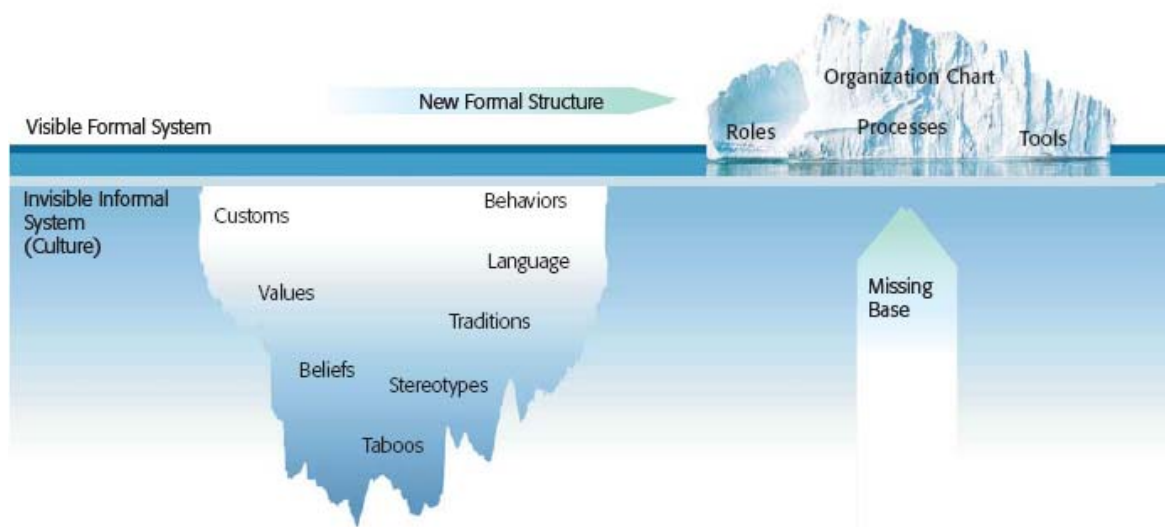 Organization Chart
New Formal Structure
Visible Formal System
Roles
Processes
Tools
Invisible Informal
System
(Culture)
Customs
Behaviors
Language
Values
Missing
Base
Traditions
Beliefs
Stereotypes
Taboos